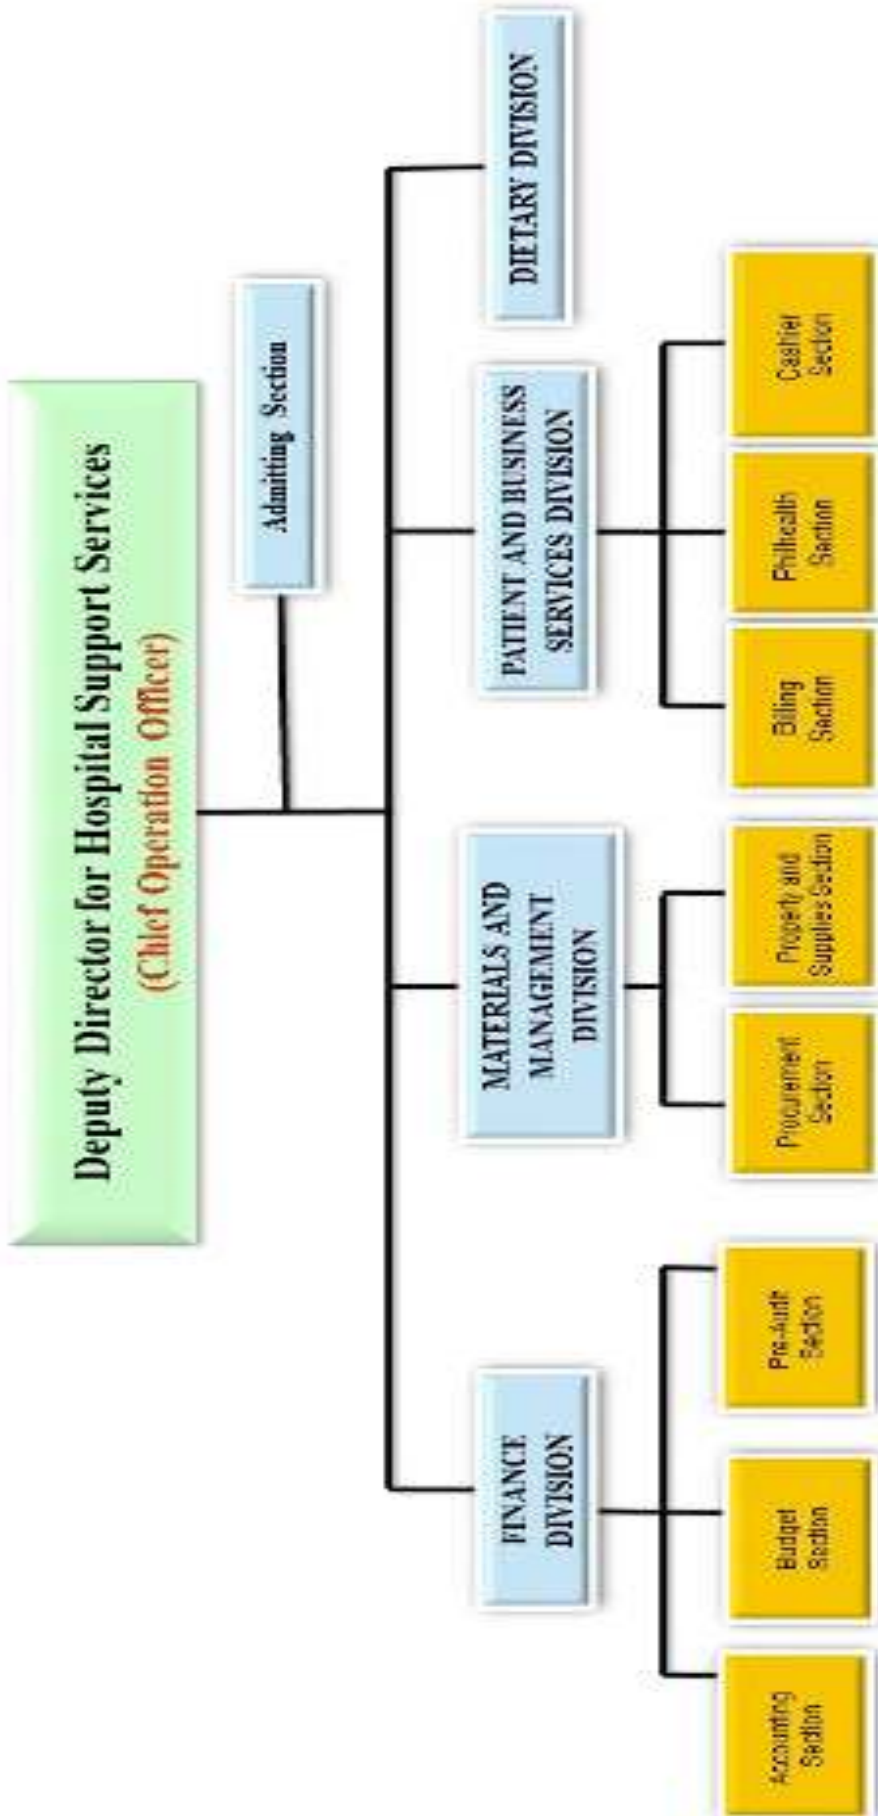 Deputy Director for Hospital Support Services
(Chief Operation Officer)
Admitting Section
FINANCE
DIVISION
MATERIALS AND
MANAGEMENT
DIVISION
PATIENT AND BUSINESS
SERVICES DIVISION
DIETARY DIVISION
Accounting
Section
Budget
Section
Pre-Audit
Section
Procurement
Section
Property and
Supplies Section
Billing
Section
Philhealth
Section
Cashier
Section